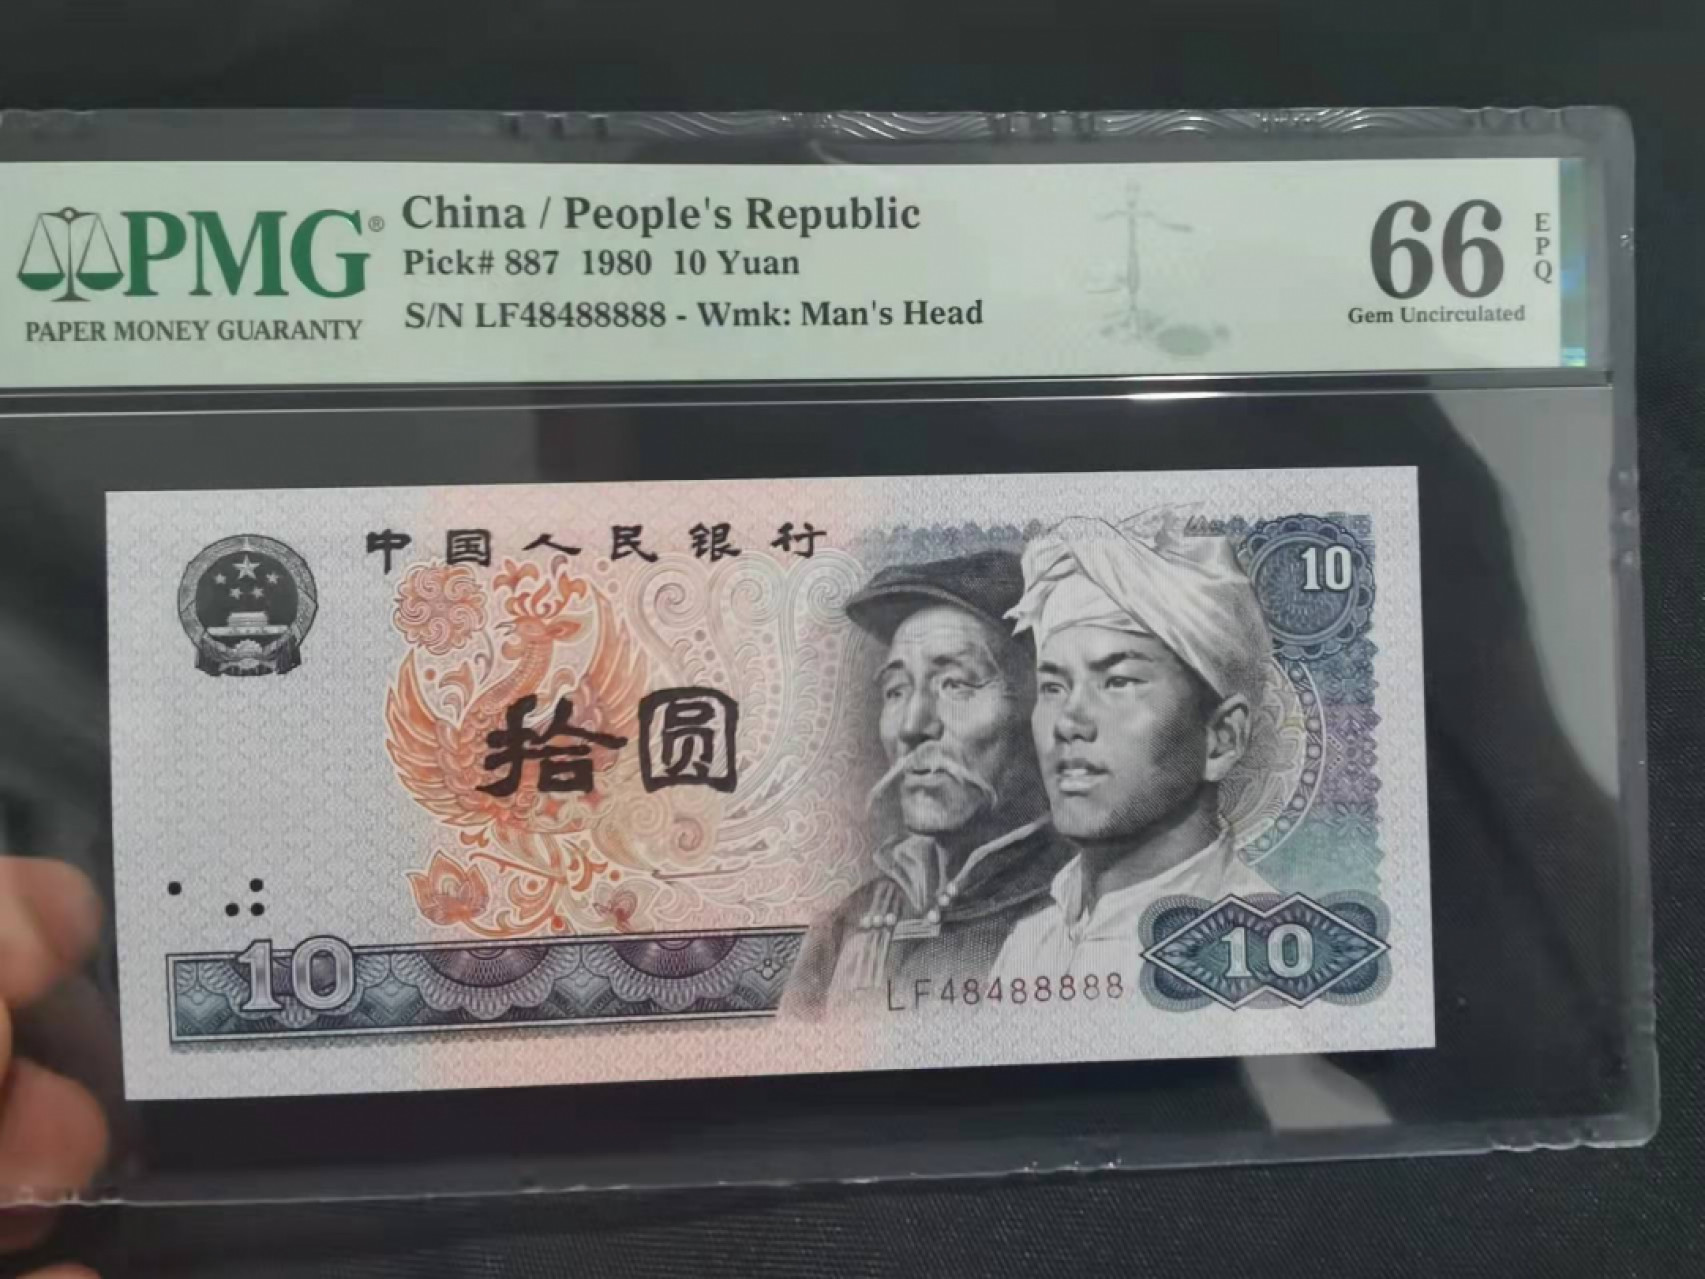 PMG®
PAPER MONEY GUARANTY
China / People's Republic
Pick# 887 1980 10 Yuan
S/N LF48488888 - Wmk: Man's Head
66
EPQ
Gem Uncirculated
中国人民银行
10
拾圆
10
LF48488888
10